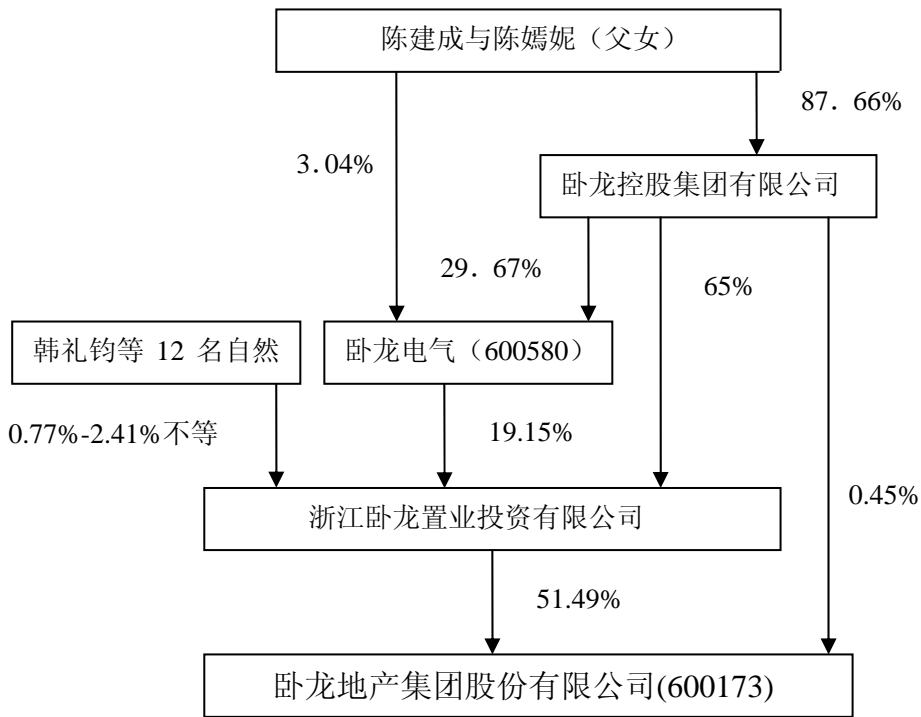 陈建成与陈嫣妮（父女）
87．66%
3.04%
卧龙控股集团有限公司
29．67%
65%
韩礼钧等 12 名自然
卧龙电气（600580）
0.77%-2.41%不等
19.15%
0.45%
浙江卧龙置业投资有限公司
51.49%
卧龙地产集团股份有限公司(600173)